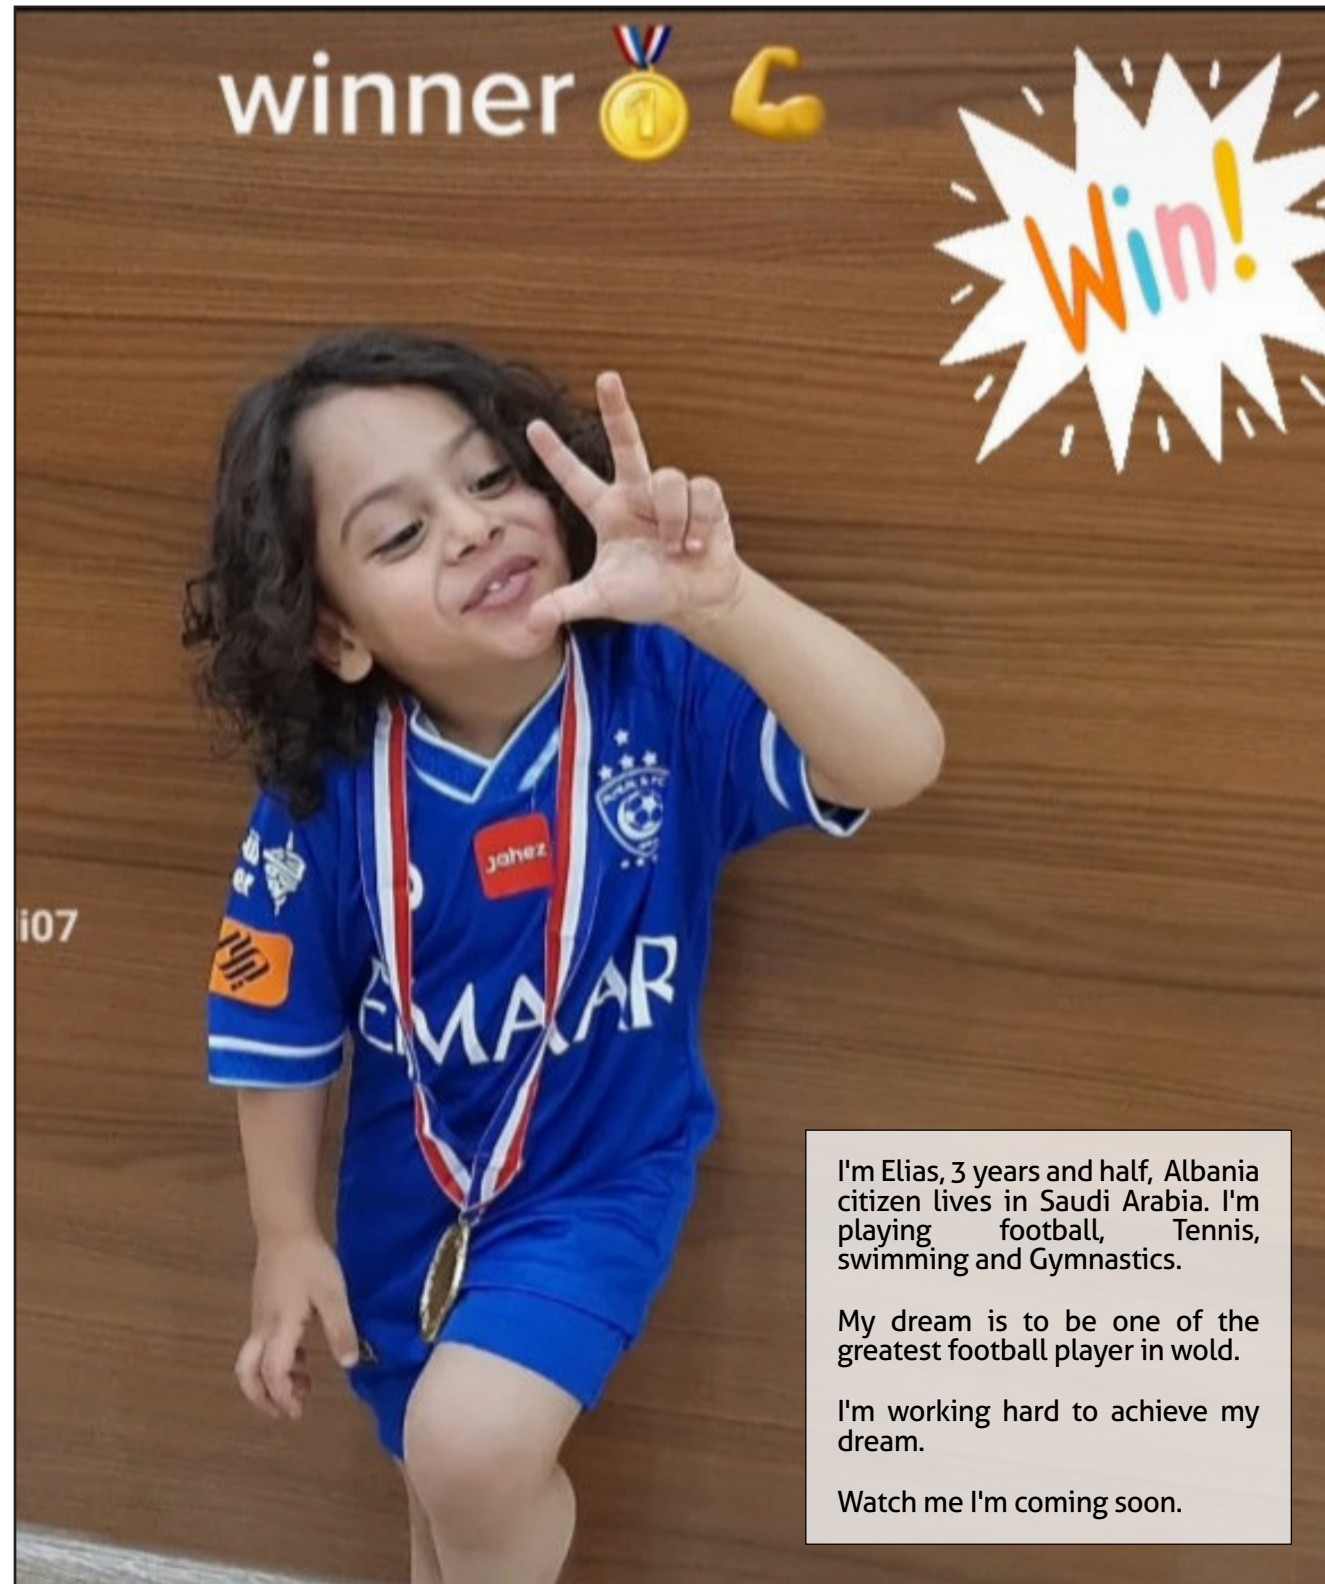 winner
Win!
jahez
EMAAR
er
i07
I'm Elias, 3 years and half, Albania
citizen lives in Saudi Arabia. I'm
playing football, Tennis,
swimming and Gymnastics.
My dream is to be one of the
greatest football player in wold.
I'm working hard to achieve my
dream.
Watch me I'm coming soon.